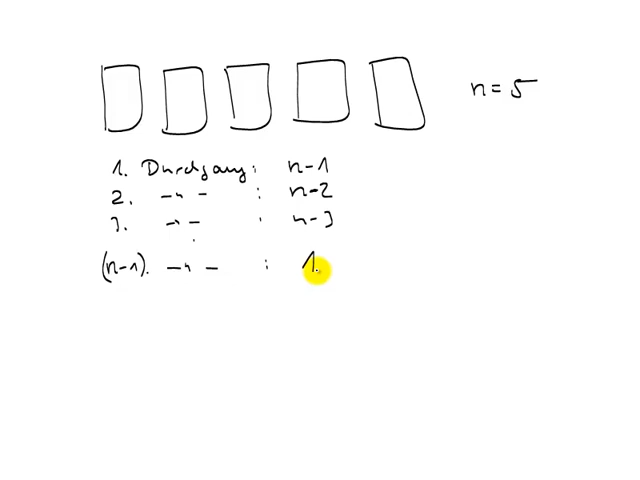 n = 5
1. Durchgang : n-1
2. -"- : n-2
3. -"- : n-3
(n-1). -"- : 1